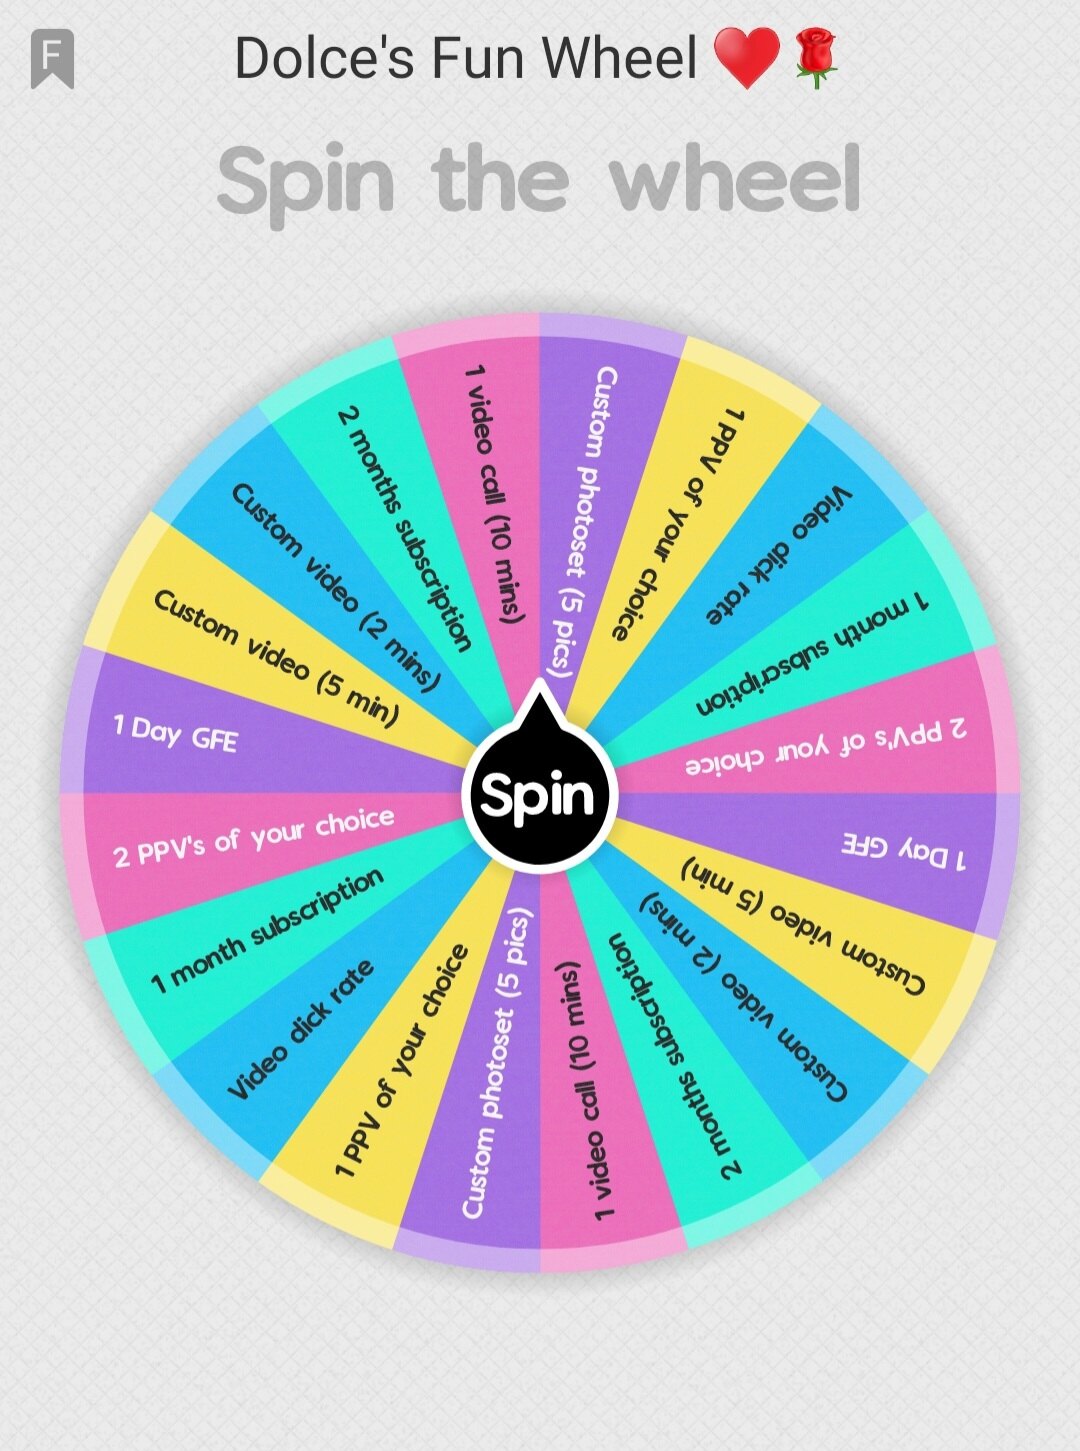 F
Dolce's Fun Wheel ❤️🌹
Spin the wheel
Custom photoset (5 pics)
1 PPV of your choice
Video dick rate
1 month subscription
2 PPV's of your choice
1 Day GFE
Custom video (5 min)
Custom video (2 mins)
2 months subscription
1 video call (10 mins)
Custom photoset (5 pics)
1 PPV of your choice
Video dick rate
1 month subscription
2 PPV's of your choice
1 Day GFE
Custom video (5 min)
Custom video (2 mins)
2 months subscription
1 video call (10 mins)
Spin